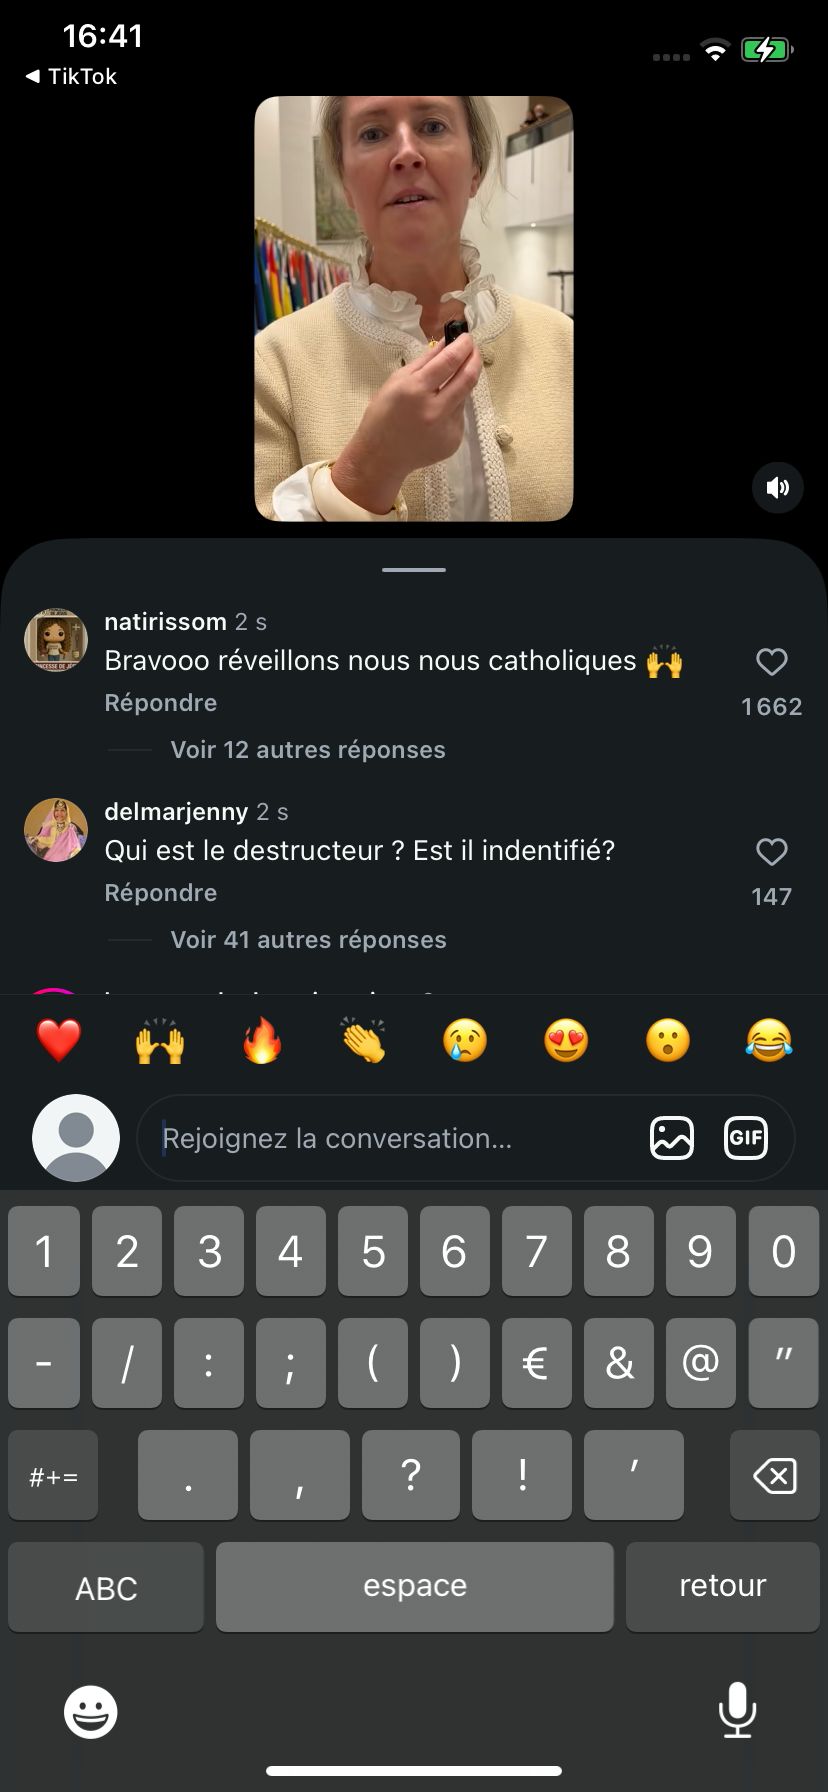 16:41
◀ TikTok
natirissom 2 s
Bravooo réveillons nous nous catholiques 🙌
Répondre
1 662
Voir 12 autres réponses
delmarjenny 2 s
Qui est le destructeur ? Est il indentifié?
Répondre
147
Voir 41 autres réponses
❤️ 🙌 🔥 👏 😢 😍 😮 😂
Rejoignez la conversation...
GIF
1 2 3 4 5 6 7 8 9 0
- / : ; ( ) € & @ "
#+= . , ? ! '
ABC espace retour